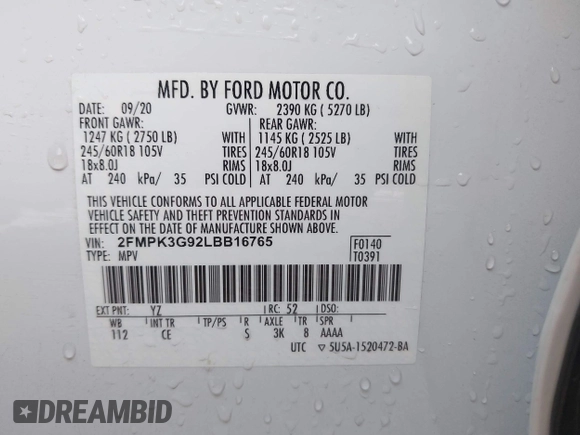 MFD. BY FORD MOTOR CO.
DATE: 09/20 GVWR: 2390 KG ( 5270 LB)
FRONT GAWR: REAR GAWR:
1247 KG ( 2750 LB) WITH 1145 KG ( 2525 LB) WITH
245/60R18 105V TIRES 245/60R18 105V TIRES
18x8.0J RIMS 18x8.0J RIMS
AT 240 kPa/ 35 PSI COLD AT 240 kPa/ 35 PSI COLD
THIS VEHICLE CONFORMS TO ALL APPLICABLE FEDERAL MOTOR
VEHICLE SAFETY AND THEFT PREVENTION STANDARDS IN
EFFECT ON THE DATE OF MANUFACTURE SHOWN ABOVE.
VIN: 2FMPK3G92LBB16765 F0140
TYPE: MPV T0391
EXT PNT: YZ RC: 52 DSO:
WB INT TR TP/PS R AXLE TR SPR
112 CE S 3K 8 AAAA
UTC ▽ 5U5A-1520472-BA
DREAMBID